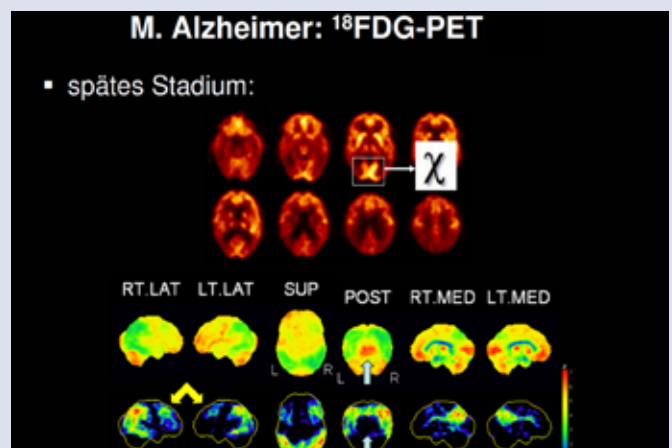 M. Alzheimer: ¹⁸FDG-PET
▪ spätes Stadium:
χ
RT.LAT LT.LAT SUP POST RT.MED LT.MED
L R L R